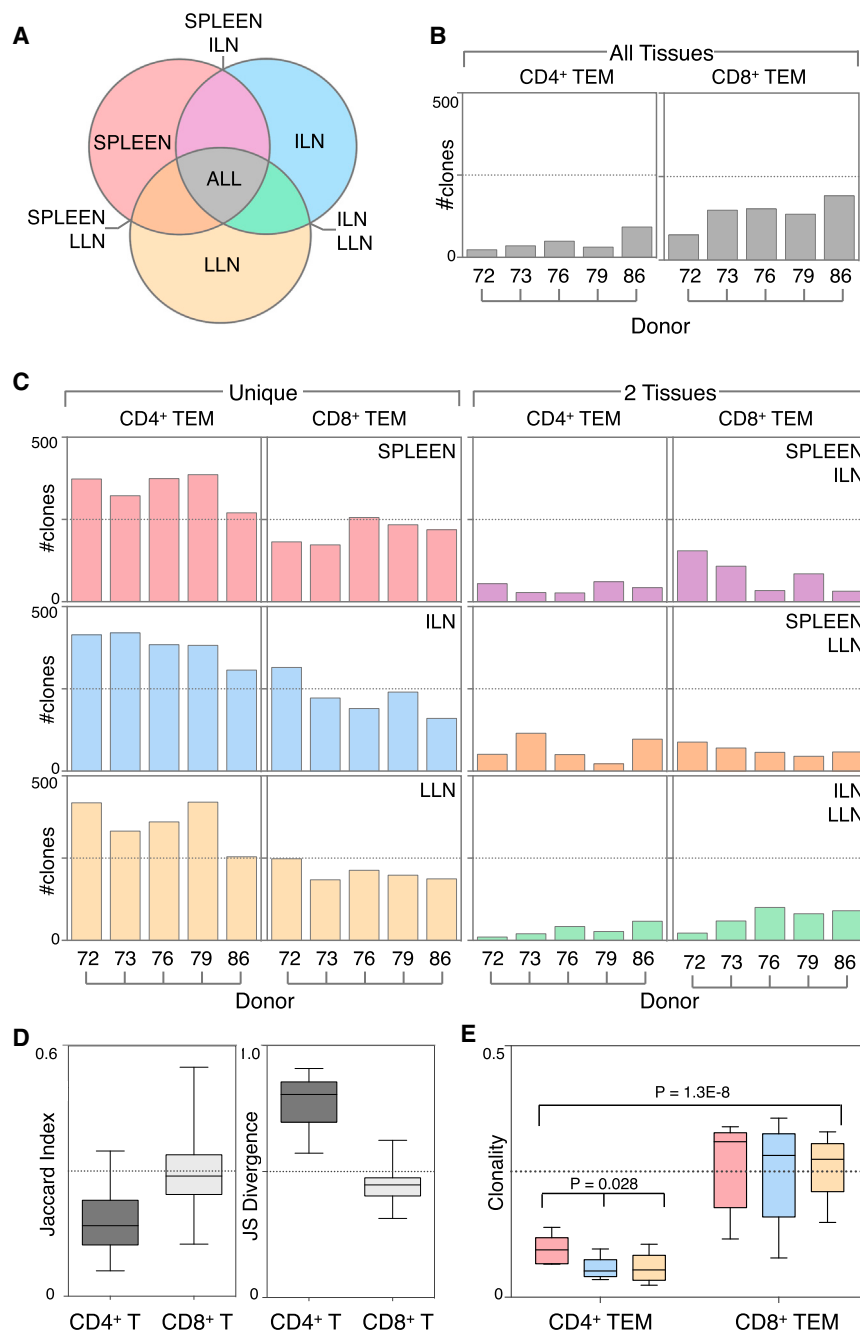 A
SPLEEN
ILN
SPLEEN
ILN
ALL
SPLEEN
LLN
ILN
LLN
LLN
B
All Tissues
CD4+ TEM
CD8+ TEM
500
#clones
0
72 73 76 79 86
72 73 76 79 86
Donor
C
Unique
2 Tissues
CD4+ TEM
CD8+ TEM
CD4+ TEM
CD8+ TEM
500
#clones
0
SPLEEN
SPLEEN
ILN
500
#clones
0
ILN
SPLEEN
LLN
500
#clones
0
LLN
ILN
LLN
72 73 76 79 86
72 73 76 79 86
72 73 76 79 86
72 73 76 79 86
Donor
Donor
D
0.6
Jaccard Index
0
CD4+ T
CD8+ T
1.0
JS Divergence
0
CD4+ T
CD8+ T
E
0.5
Clonality
0
P = 1.3E-8
P = 0.028
CD4+ TEM
CD8+ TEM